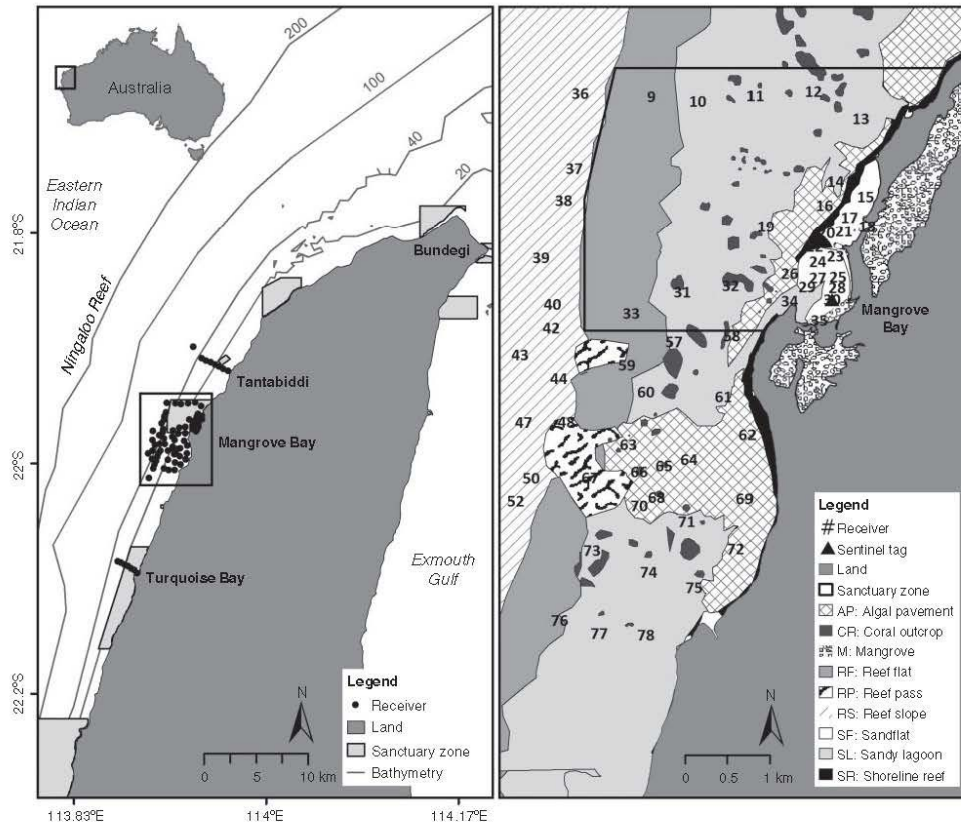 200
100
40
20
Australia
Eastern
Indian
Ocean
21.8°S
Ningaloo Reef
Bundegi
Tantabiddi
Mangrove Bay
22°S
Turquoise Bay
Exmouth
Gulf
22.2°S
Legend
Receiver
Land
Sanctuary zone
Bathymetry
N
0 5 10 km
113.83°E 114°E 114.17°E
36 9 10 11 12
13
37
14
38 16 15
19 17 18
21
39 24 23
26 27 25
31 32 29 28
40 33 34 30
42 35
Mangrove
Bay
43 57 58
59
44 60 61
47 48 62
63 64
50 67 66 65
52 70 68 69
71
73 72
74
75
76 77 78
N
0 0.5 1 km
Legend
# Receiver
Sentinel tag
Land
Sanctuary zone
AP: Algal pavement
CR: Coral outcrop
M: Mangrove
RF: Reef flat
RP: Reef pass
RS: Reef slope
SF: Sandflat
SL: Sandy lagoon
SR: Shoreline reef